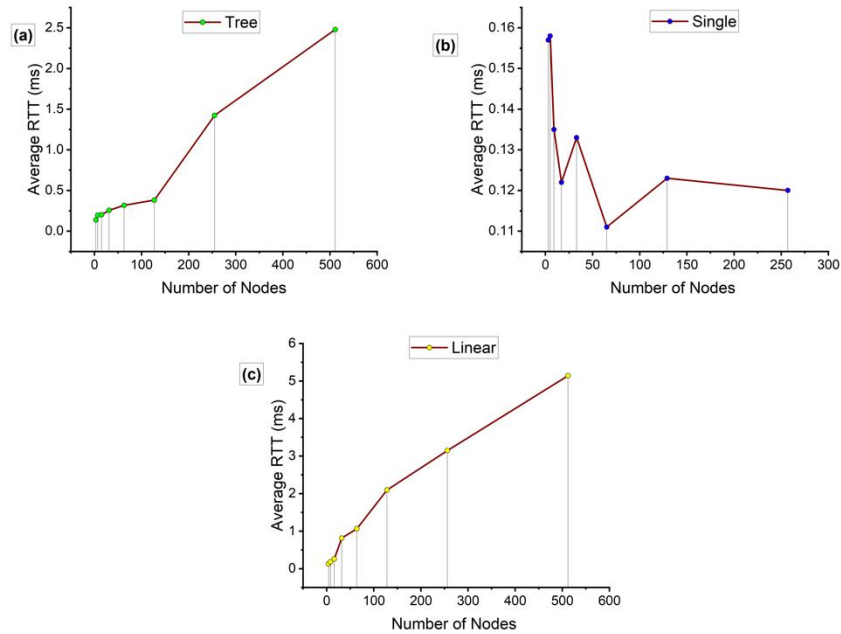 (a)
Tree
2.5
2.0
1.5
1.0
0.5
0.0
Average RTT (ms)
0 100 200 300 400 500 600
Number of Nodes
(b)
Single
0.16
0.15
0.14
0.13
0.12
0.11
Average RTT (ms)
0 50 100 150 200 250 300
Number of Nodes
(c)
Linear
6
5
4
3
2
1
0
Average RTT (ms)
0 100 200 300 400 500 600
Number of Nodes